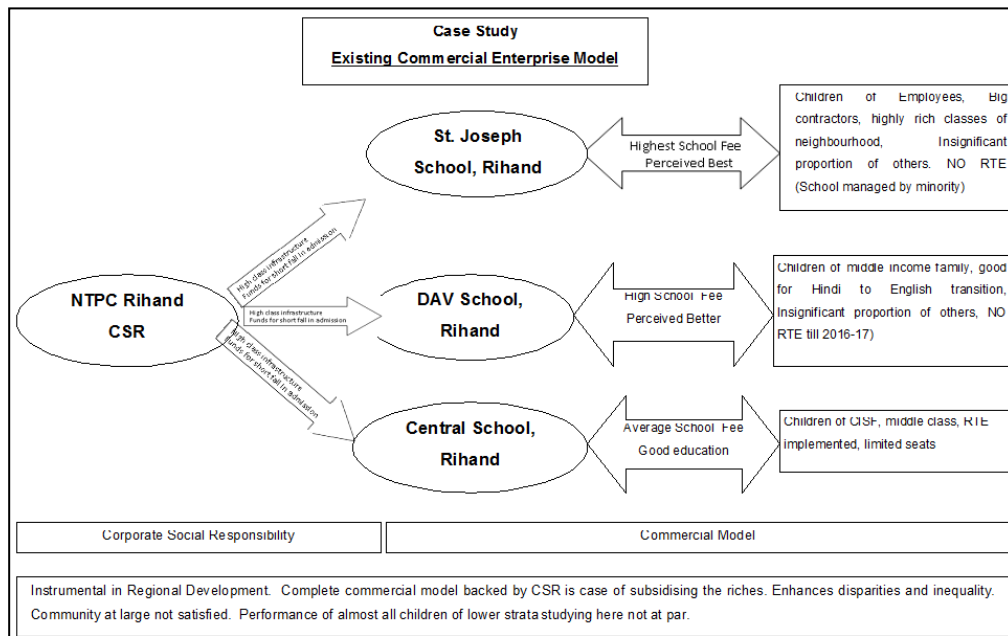 Case Study
Existing Commercial Enterprise Model
Children of Employees, Big
contractors, highly rich classes of
neighbourhood, Insignificant
proportion of others. NO RTE
(School managed by minority)
St. Joseph
School, Rihand
Highest School Fee
Perceived Best
High class infrastructure
Funds for short fall in admission
NTPC Rihand
CSR
High class infrastructure
Funds for short fall in admission
DAV School,
Rihand
High School Fee
Perceived Better
Children of middle income family, good
for Hindi to English transition,
Insignificant proportion of others, NO
RTE till 2016-17)
High class infrastructure
Funds for short fall in admission
Central School,
Rihand
Average School Fee
Good education
Children of CISF, middle class, RTE
implemented, limited seats
Corporate Social Responsibility
Commercial Model
Instrumental in Regional Development. Complete commercial model backed by CSR is case of subsidising the riches. Enhances disparities and inequality.
Community at large not satisfied. Performance of almost all children of lower strata studying here not at par.